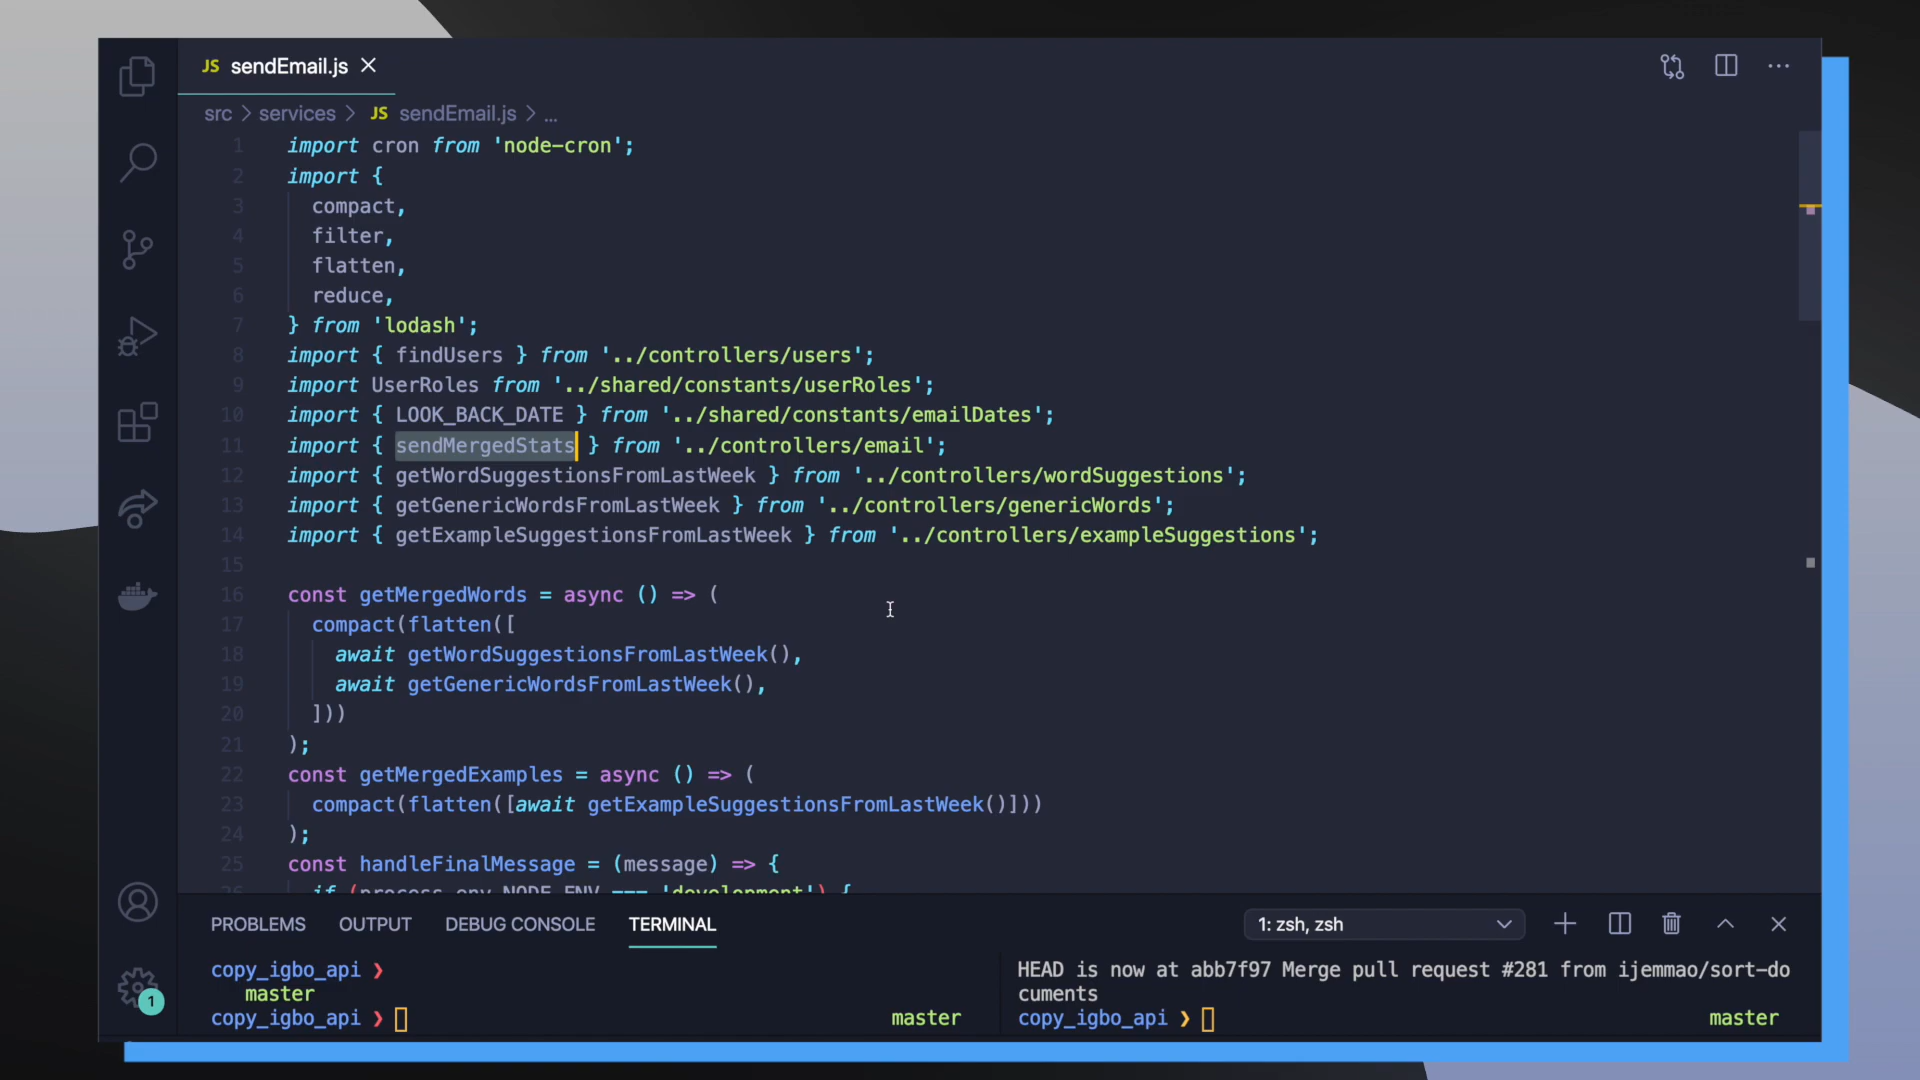 JS sendEmail.js
src > services > JS sendEmail.js > ...
1 import cron from 'node-cron';
2 import {
3 compact,
4 filter,
5 flatten,
6 reduce,
7 } from 'lodash';
8 import { findUsers } from '../controllers/users';
9 import UserRoles from '../shared/constants/userRoles';
10 import { LOOK_BACK_DATE } from '../shared/constants/emailDates';
11 import { sendMergedStats } from '../controllers/email';
12 import { getWordSuggestionsFromLastWeek } from '../controllers/wordSuggestions';
13 import { getGenericWordsFromLastWeek } from '../controllers/genericWords';
14 import { getExampleSuggestionsFromLastWeek } from '../controllers/exampleSuggestions';
15
16 const getMergedWords = async () => (
17 compact(flatten([
18 await getWordSuggestionsFromLastWeek(),
19 await getGenericWordsFromLastWeek(),
20 ]))
21 );
22 const getMergedExamples = async () => (
23 compact(flatten([await getExampleSuggestionsFromLastWeek()]))
24 );
25 const handleFinalMessage = (message) => {
26 if (process.env.NODE_ENV === 'development') {
PROBLEMS OUTPUT DEBUG CONSOLE TERMINAL 1: zsh, zsh
copy_igbo_api ❯
master
copy_igbo_api ❯ master
HEAD is now at abb7f97 Merge pull request #281 from ijemmao/sort-do
cuments
copy_igbo_api ❯ master
1